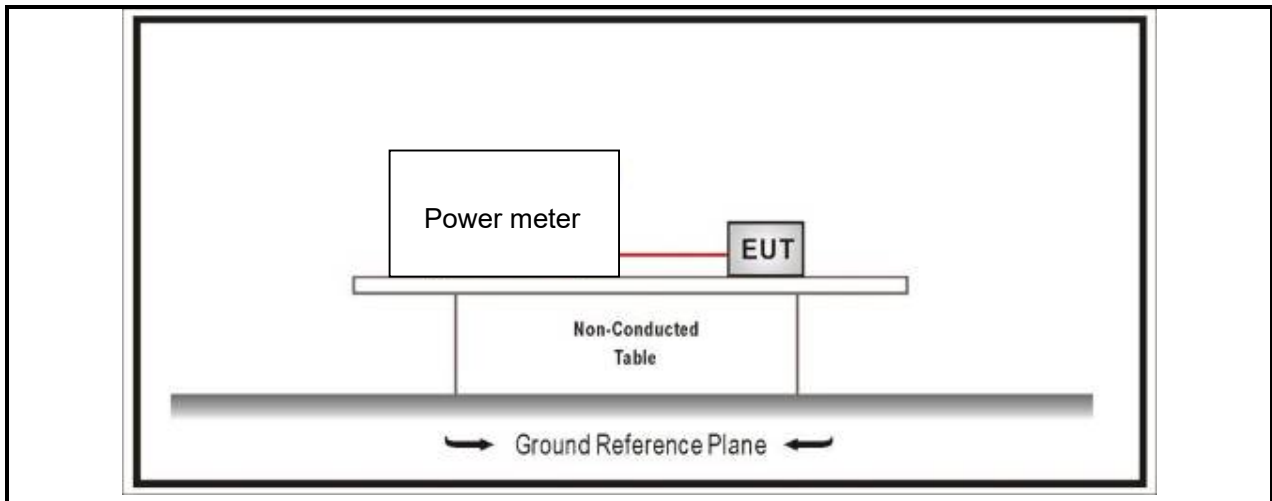 Power meter
EUT
Non-Conducted
Table
Ground Reference Plane